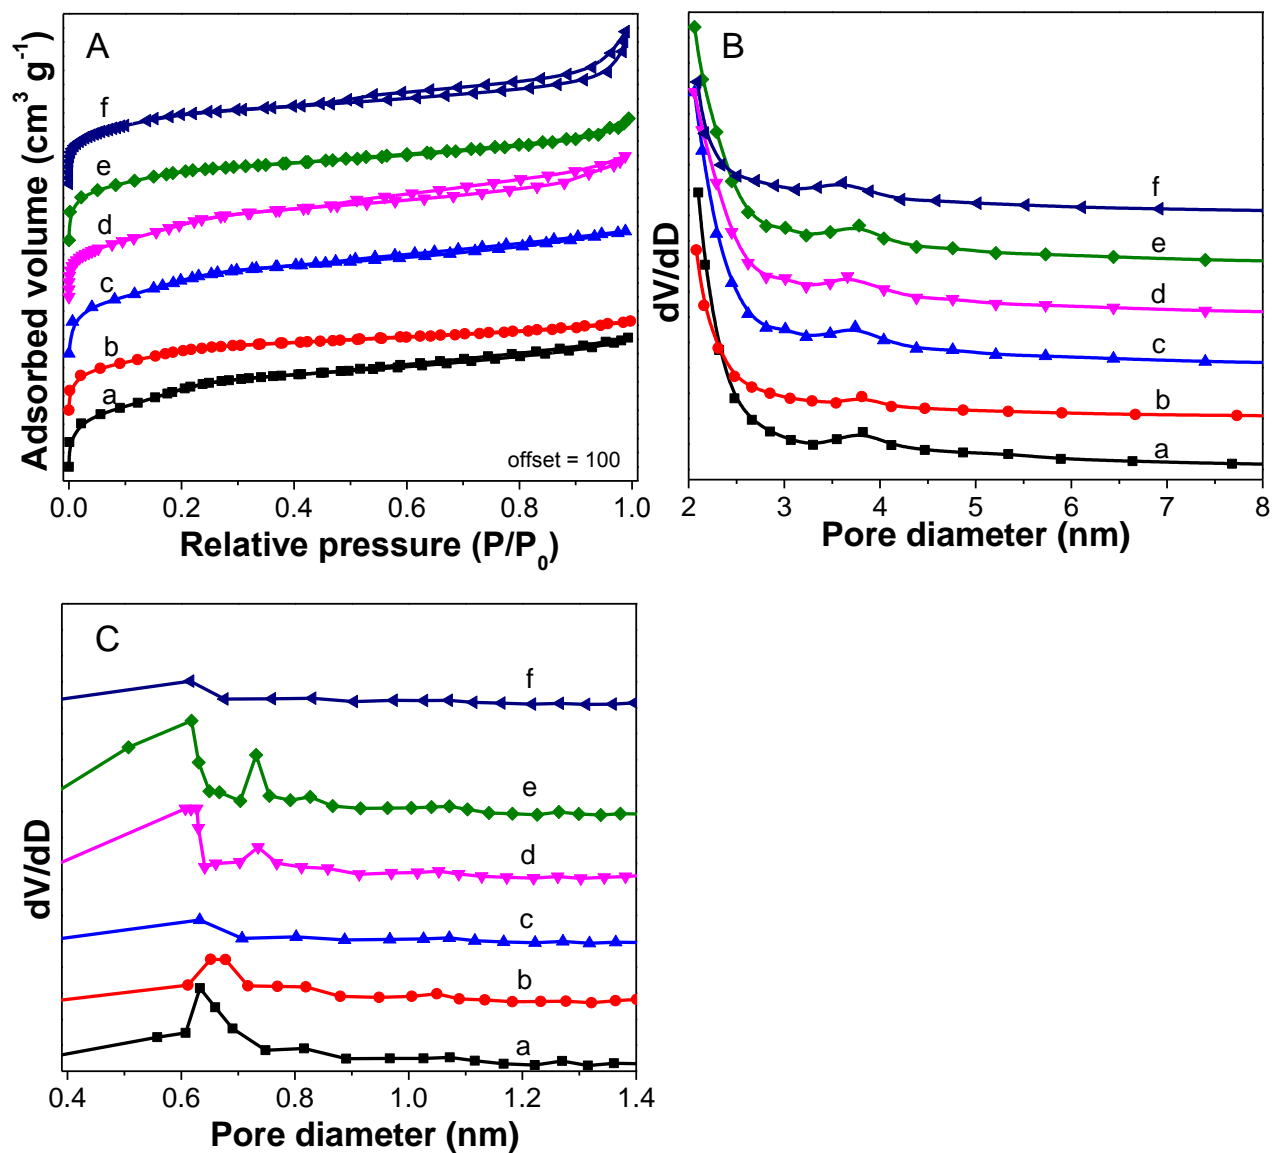 A
Adsorbed volume (cm³ g⁻¹)
f
e
d
c
b
a
offset = 100
0.0 0.2 0.4 0.6 0.8 1.0
Relative pressure (P/P₀)
B
dV/dD
f
e
d
c
b
a
2 3 4 5 6 7 8
Pore diameter (nm)
C
dV/dD
f
e
d
c
b
a
0.4 0.6 0.8 1.0 1.2 1.4
Pore diameter (nm)